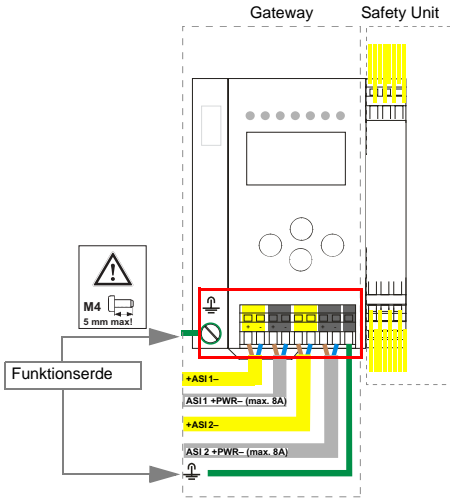 Gateway
Safety Unit
+ - + - + - + -
M4
5 mm max!
Funktionserde
+ASI 1–
ASI 1 +PWR– (max. 8A)
+ASI 2–
ASI 2 +PWR– (max. 8A)